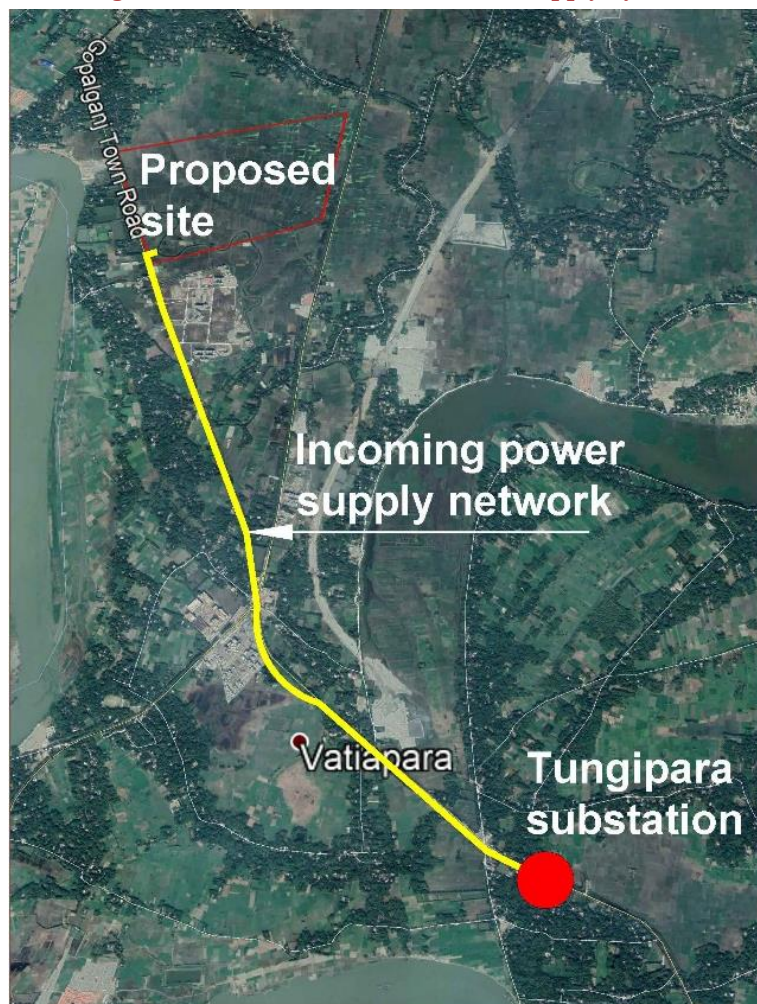 Gopalganj Town Road
Proposed
site
Incoming power
supply network
Vatiapara
Tungipara
substation